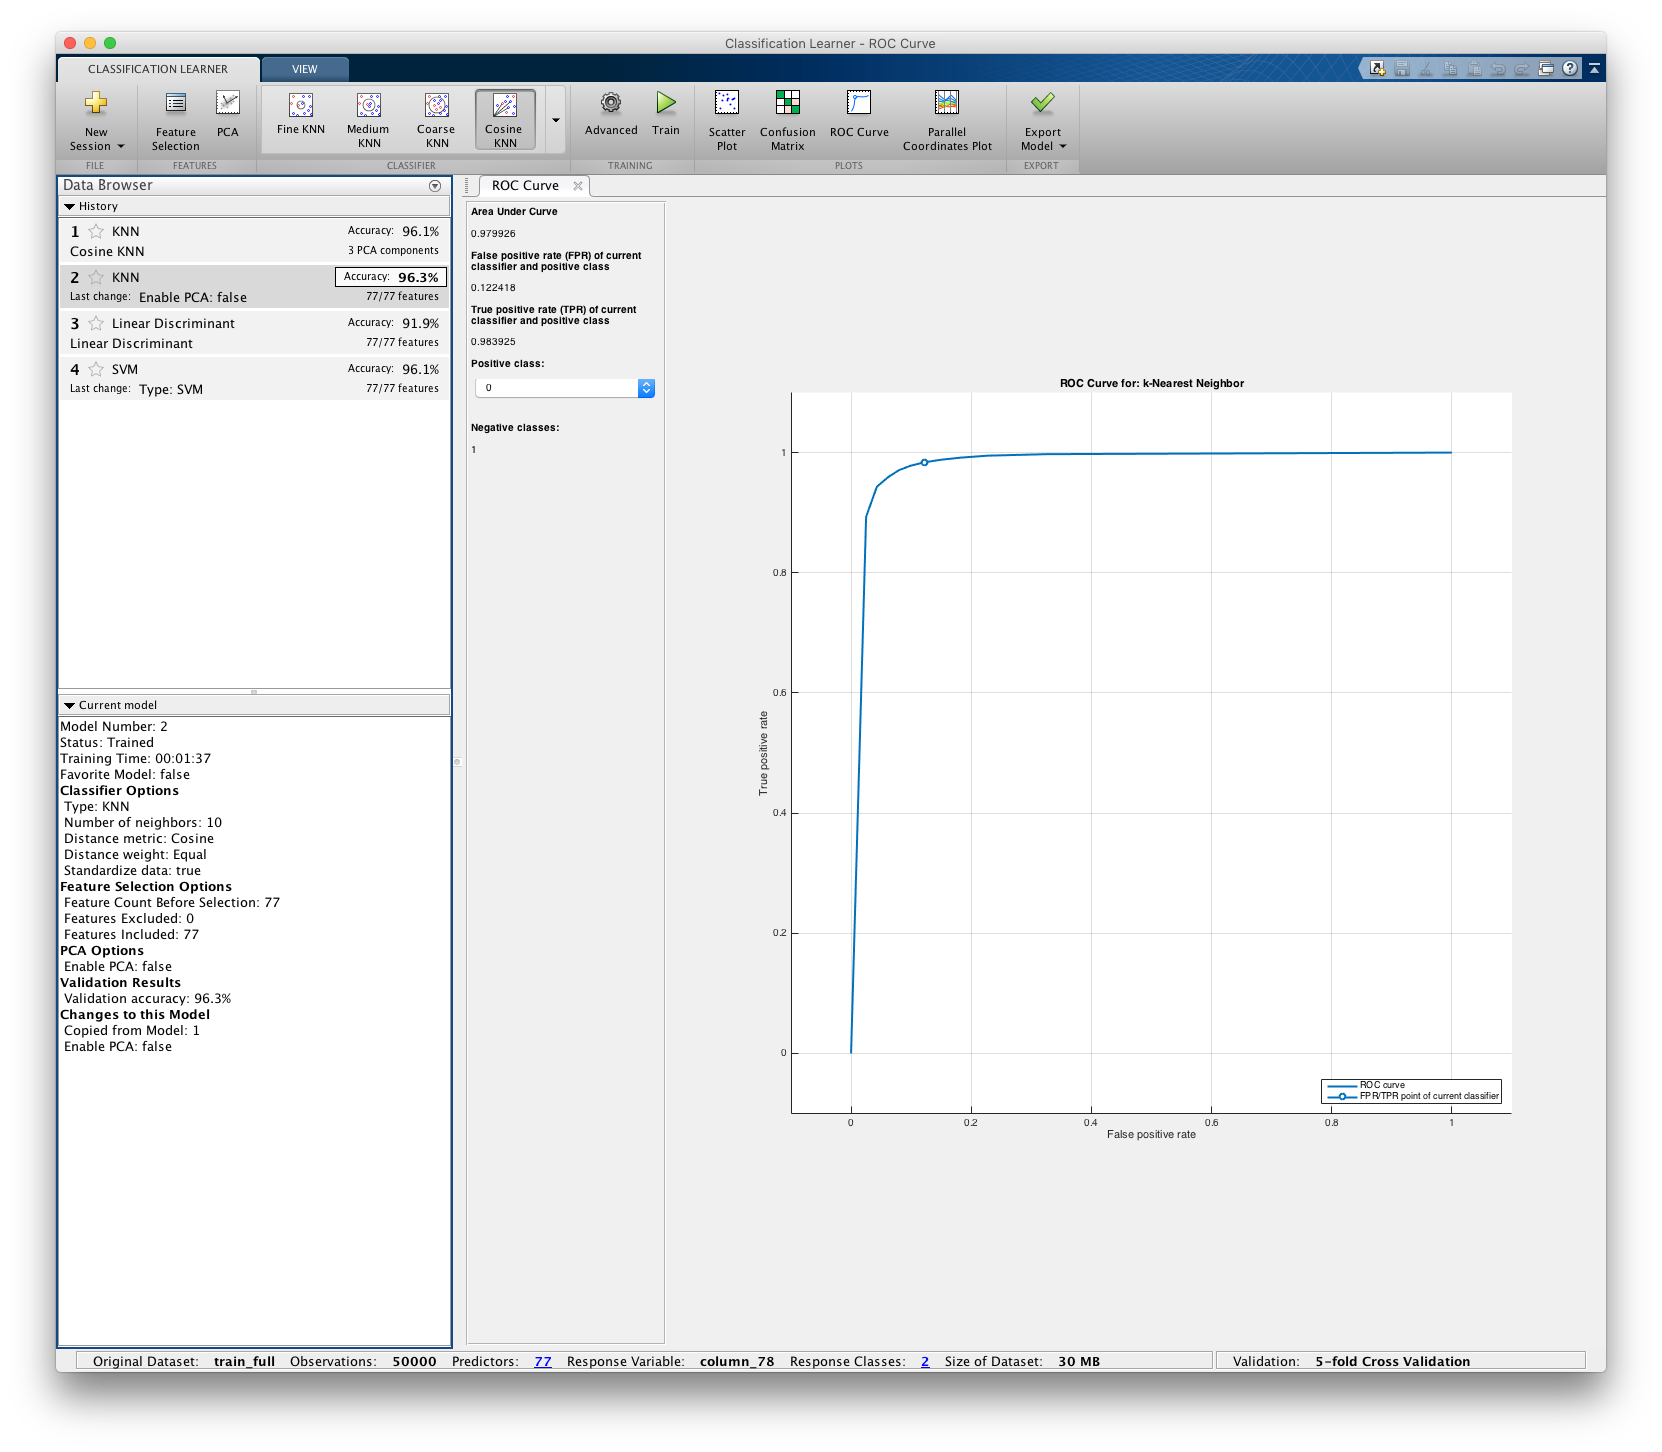 Classification Learner - ROC Curve
CLASSIFICATION LEARNER
VIEW
New Session
Feature Selection
PCA
Fine KNN
Medium KNN
Coarse KNN
Cosine KNN
Advanced
Train
Scatter Plot
Confusion Matrix
ROC Curve
Parallel Coordinates Plot
Export Model
FILE
FEATURES
CLASSIFIER
TRAINING
PLOTS
EXPORT
Data Browser
History
1 KNN Accuracy: 96.1%
Cosine KNN 3 PCA components
2 KNN Accuracy: 96.3%
Last change: Enable PCA: false 77/77 features
3 Linear Discriminant Accuracy: 91.9%
Linear Discriminant 77/77 features
4 SVM Accuracy: 96.1%
Last change: Type: SVM 77/77 features
Current model
Model Number: 2
Status: Trained
Training Time: 00:01:37
Favorite Model: false
Classifier Options
Type: KNN
Number of neighbors: 10
Distance metric: Cosine
Distance weight: Equal
Standardize data: true
Feature Selection Options
Feature Count Before Selection: 77
Features Excluded: 0
Features Included: 77
PCA Options
Enable PCA: false
Validation Results
Validation accuracy: 96.3%
Changes to this Model
Copied from Model: 1
Enable PCA: false
ROC Curve
Area Under Curve
0.979926
False positive rate (FPR) of current
classifier and positive class
0.122418
True positive rate (TPR) of current
classifier and positive class
0.983925
Positive class:
0
Negative classes:
1
ROC Curve for: k-Nearest Neighbor
1
0.8
0.6
0.4
0.2
0
True positive rate
ROC curve
FPR/TPR point of current classifier
0 0.2 0.4 0.6 0.8 1
False positive rate
Original Dataset: train_full Observations: 50000 Predictors: 77 Response Variable: column_78 Response Classes: 2 Size of Dataset: 30 MB Validation: 5-fold Cross Validation